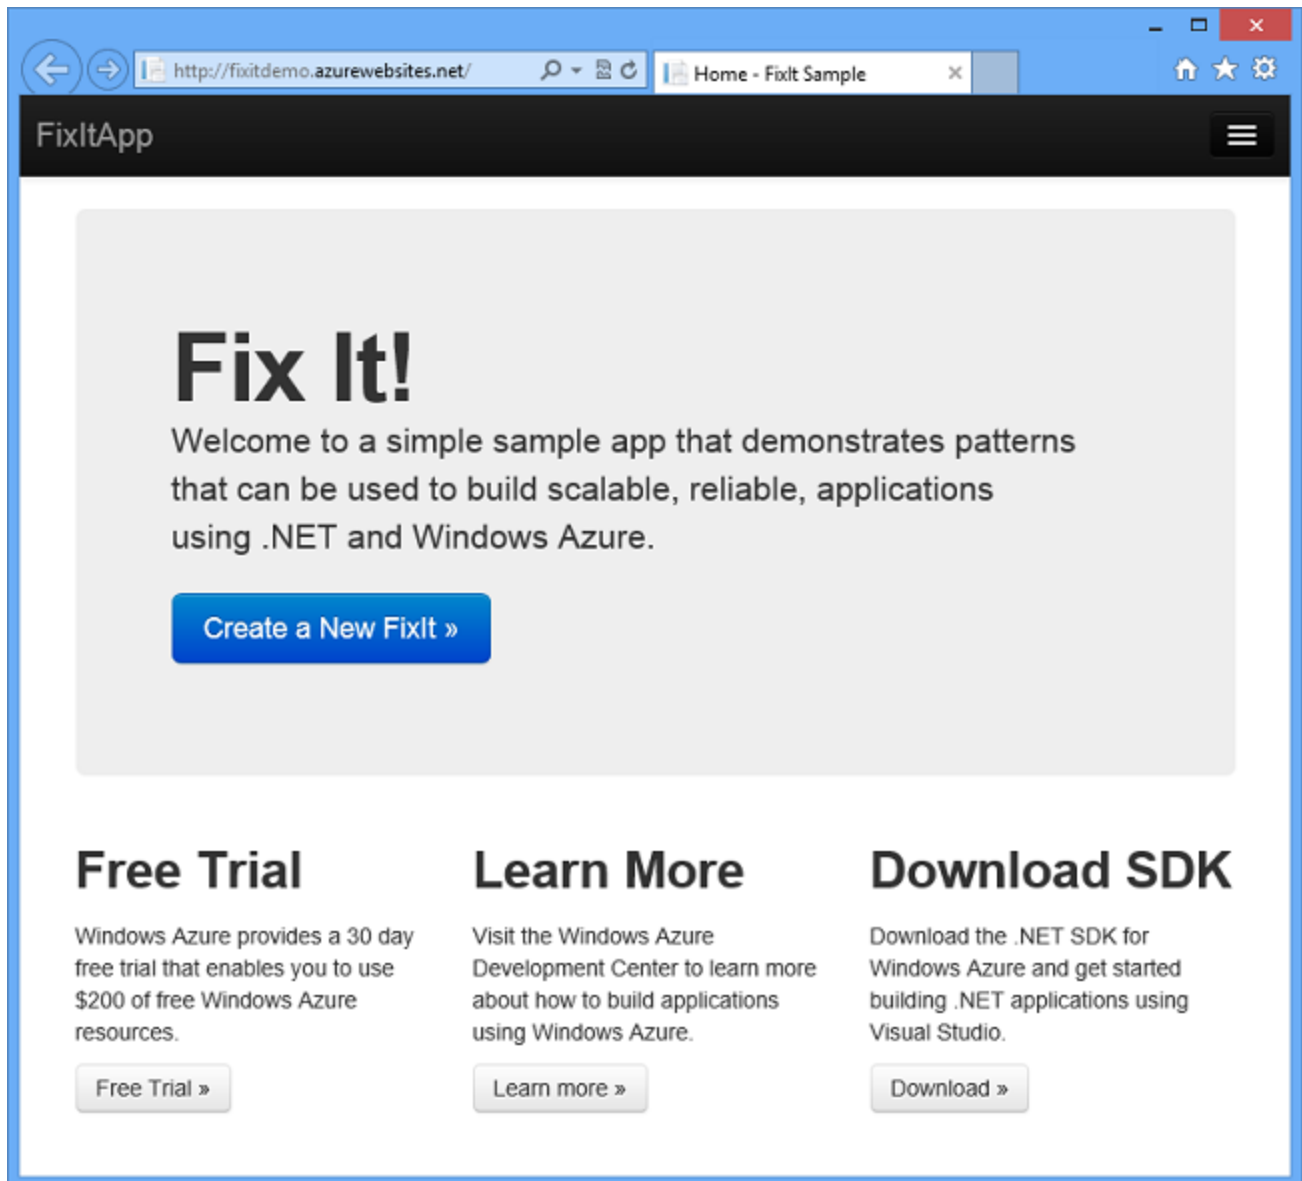 http://fixitdemo.azurewebsites.net/
Home - FixIt Sample
FixItApp
Fix It!
Welcome to a simple sample app that demonstrates patterns
that can be used to build scalable, reliable, applications
using .NET and Windows Azure.
Create a New FixIt »
Free Trial
Windows Azure provides a 30 day
free trial that enables you to use
$200 of free Windows Azure
resources.
Free Trial »
Learn More
Visit the Windows Azure
Development Center to learn more
about how to build applications
using Windows Azure.
Learn more »
Download SDK
Download the .NET SDK for
Windows Azure and get started
building .NET applications using
Visual Studio.
Download »